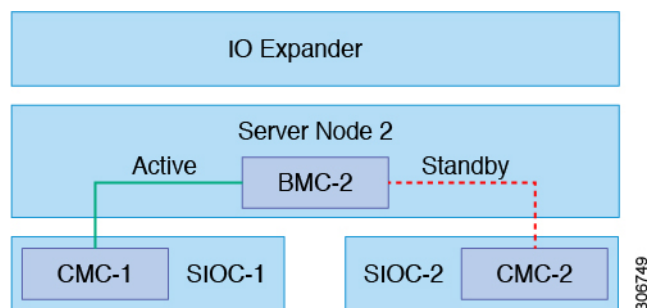 IO Expander
Server Node 2
Active
BMC-2
Standby
CMC-1
SIOC-1
SIOC-2
CMC-2
306749